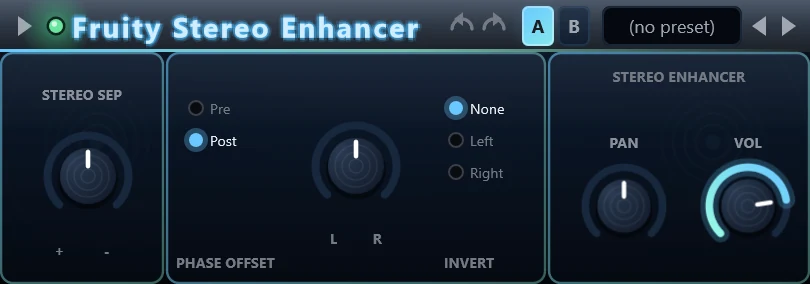 Fruity Stereo Enhancer A B (no preset)
STEREO SEP
+ -
Pre
Post
L R
PHASE OFFSET
None
Left
Right
INVERT
STEREO ENHANCER
PAN VOL